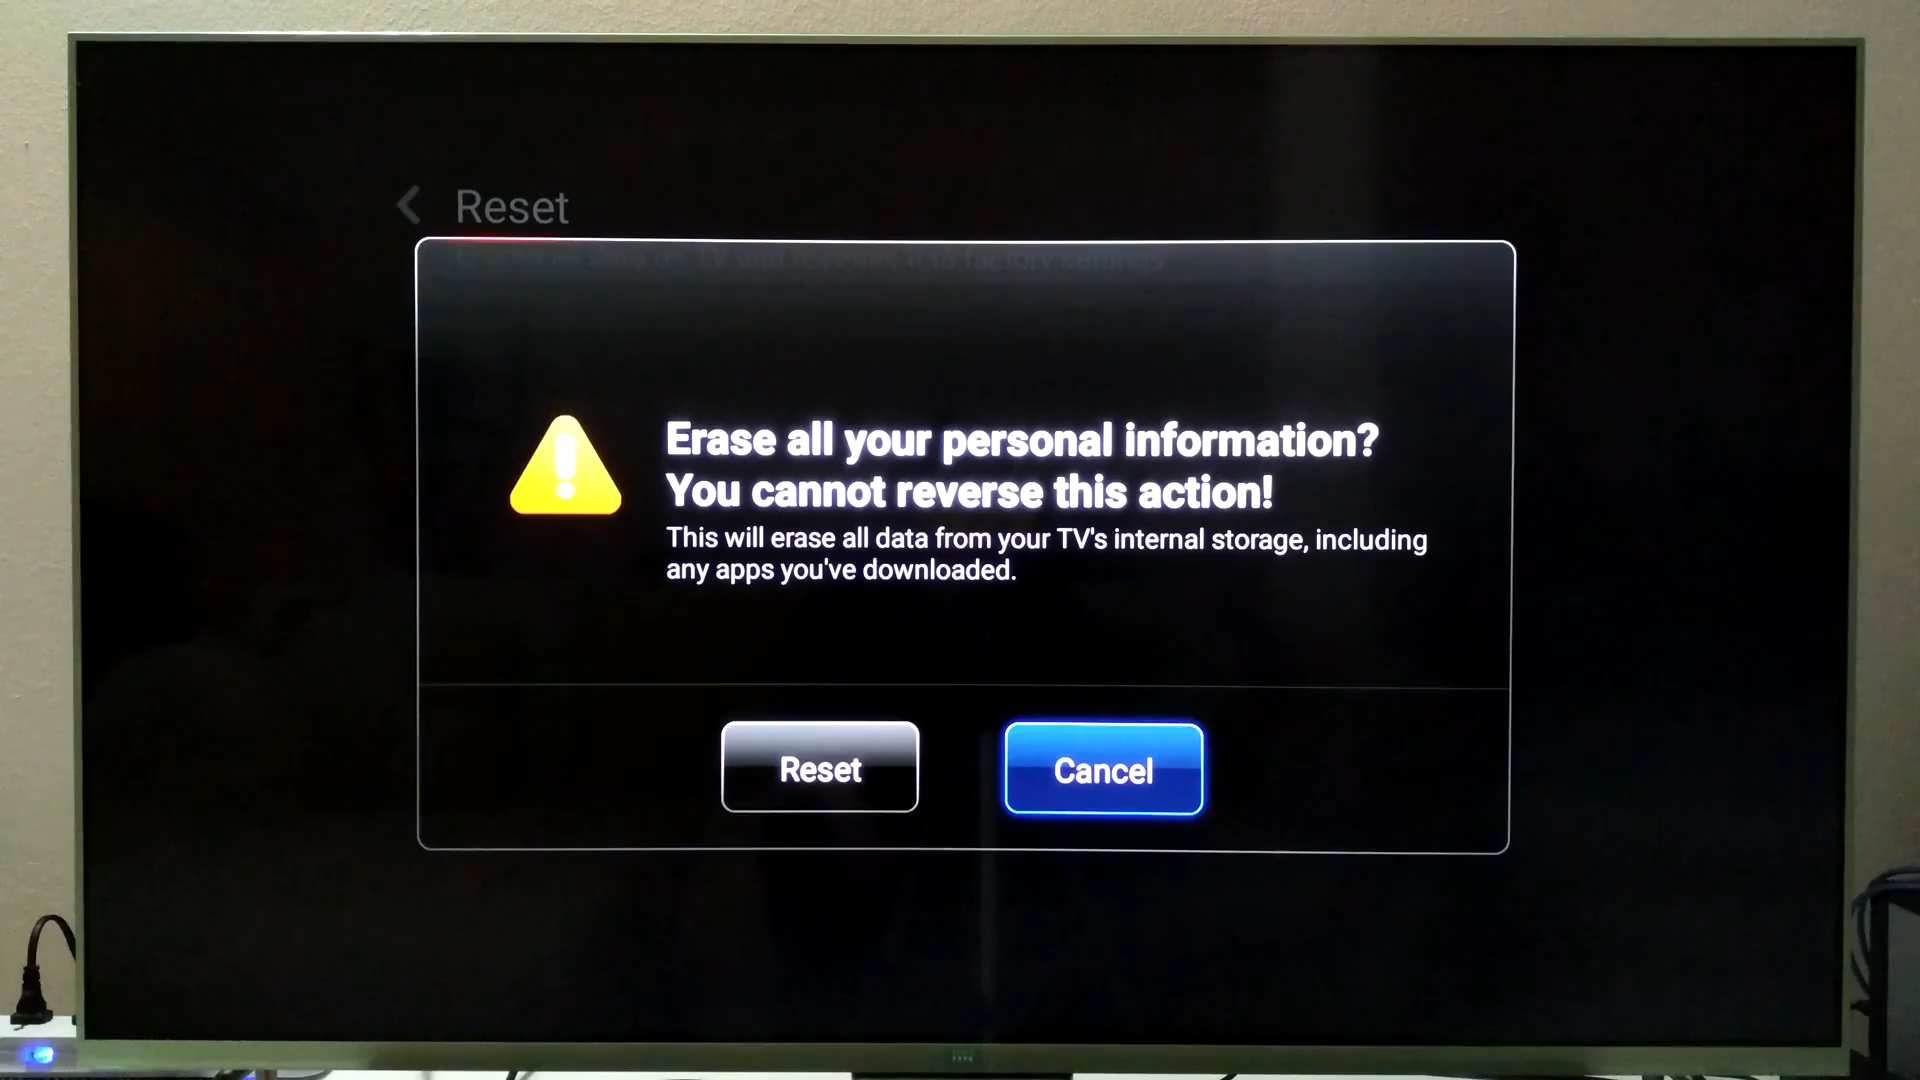 Reset
Erase all your personal information?
You cannot reverse this action!
This will erase all data from your TV's internal storage, including
any apps you've downloaded.
Reset
Cancel